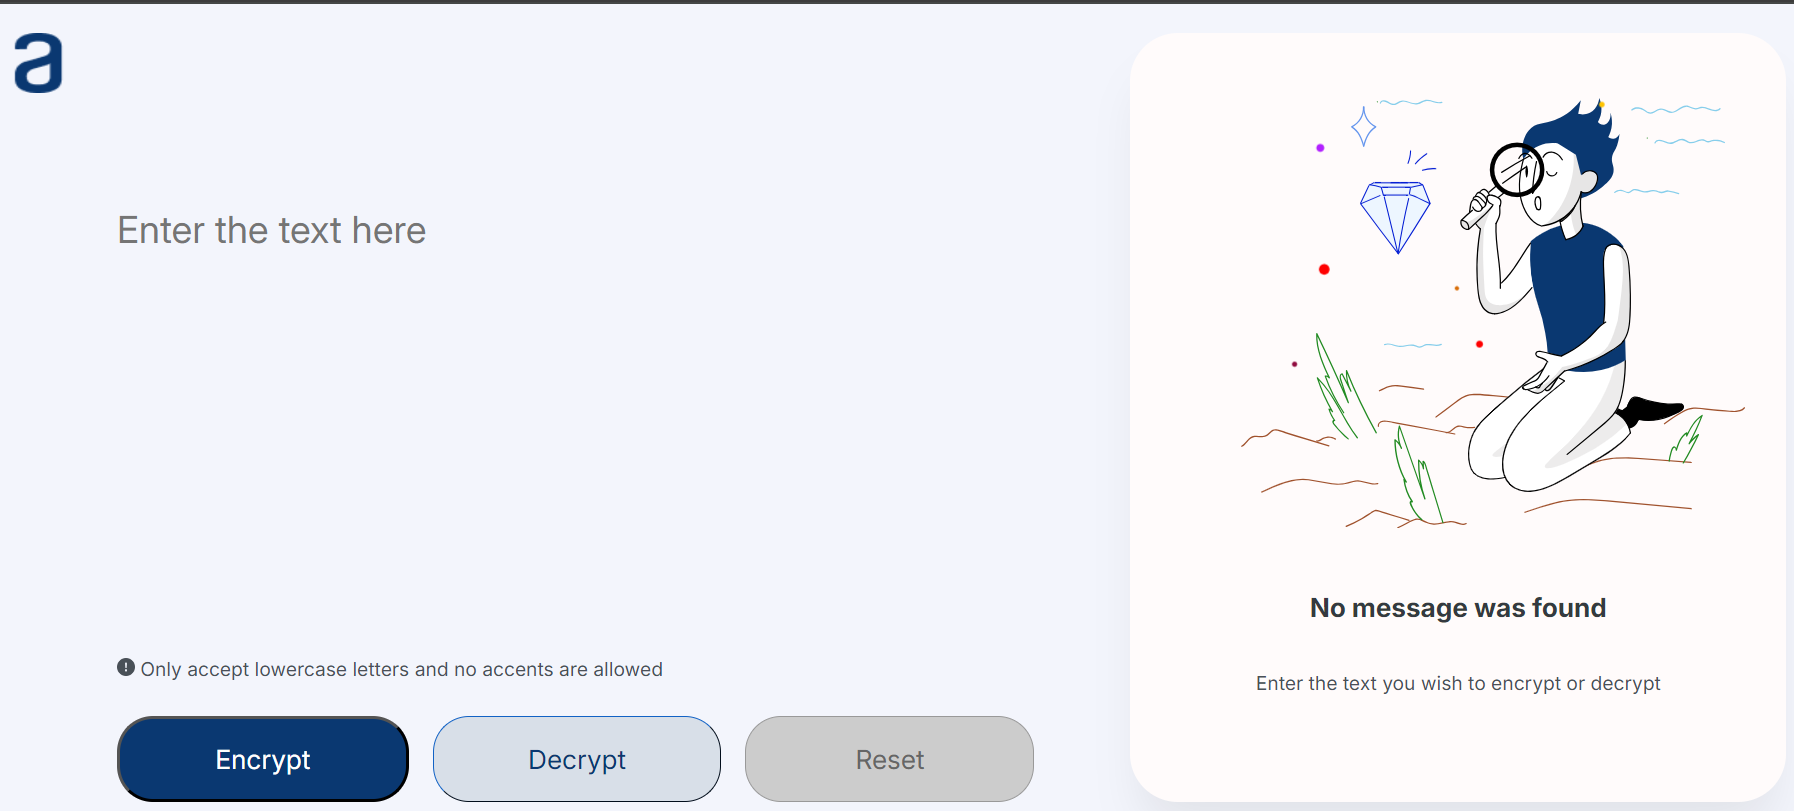 a
Enter the text here
Only accept lowercase letters and no accents are allowed
Encrypt
Decrypt
Reset
No message was found
Enter the text you wish to encrypt or decrypt